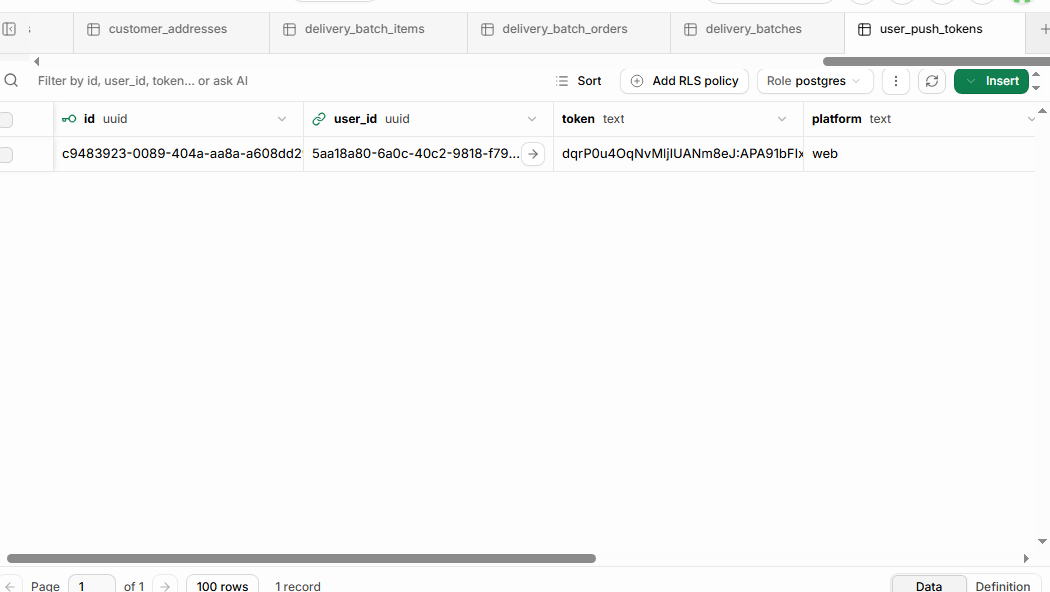 customer_addresses delivery_batch_items delivery_batch_orders delivery_batches user_push_tokens
Filter by id, user_id, token... or ask AI Sort Add RLS policy Role postgres Insert
id uuid user_id uuid token text platform text
c9483923-0089-404a-aa8a-a608dd2 5aa18a80-6a0c-40c2-9818-f79... web
Page 1 of 1 100 rows 1 record Data Definition